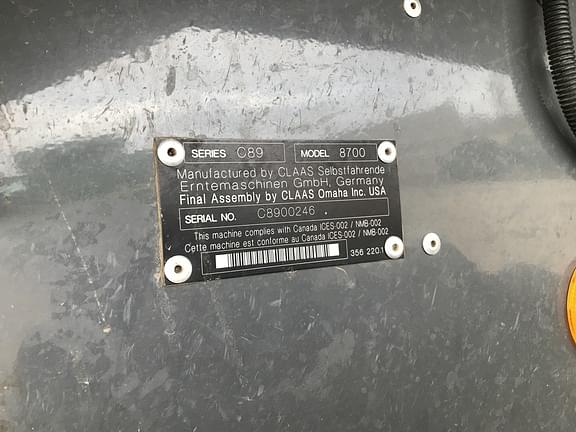 SERIES C89 MODEL 8700
Manufactured by CLAAS Selbstfahrende
Erntemaschinen GmbH, Germany
Final Assembly by CLAAS Omaha Inc. USA
SERIAL NO. C8900246
This machine complies with Canada ICES-002 / NMB-002
Cette machine est conforme au Canada ICES-002 / NMB-002
356 220.1